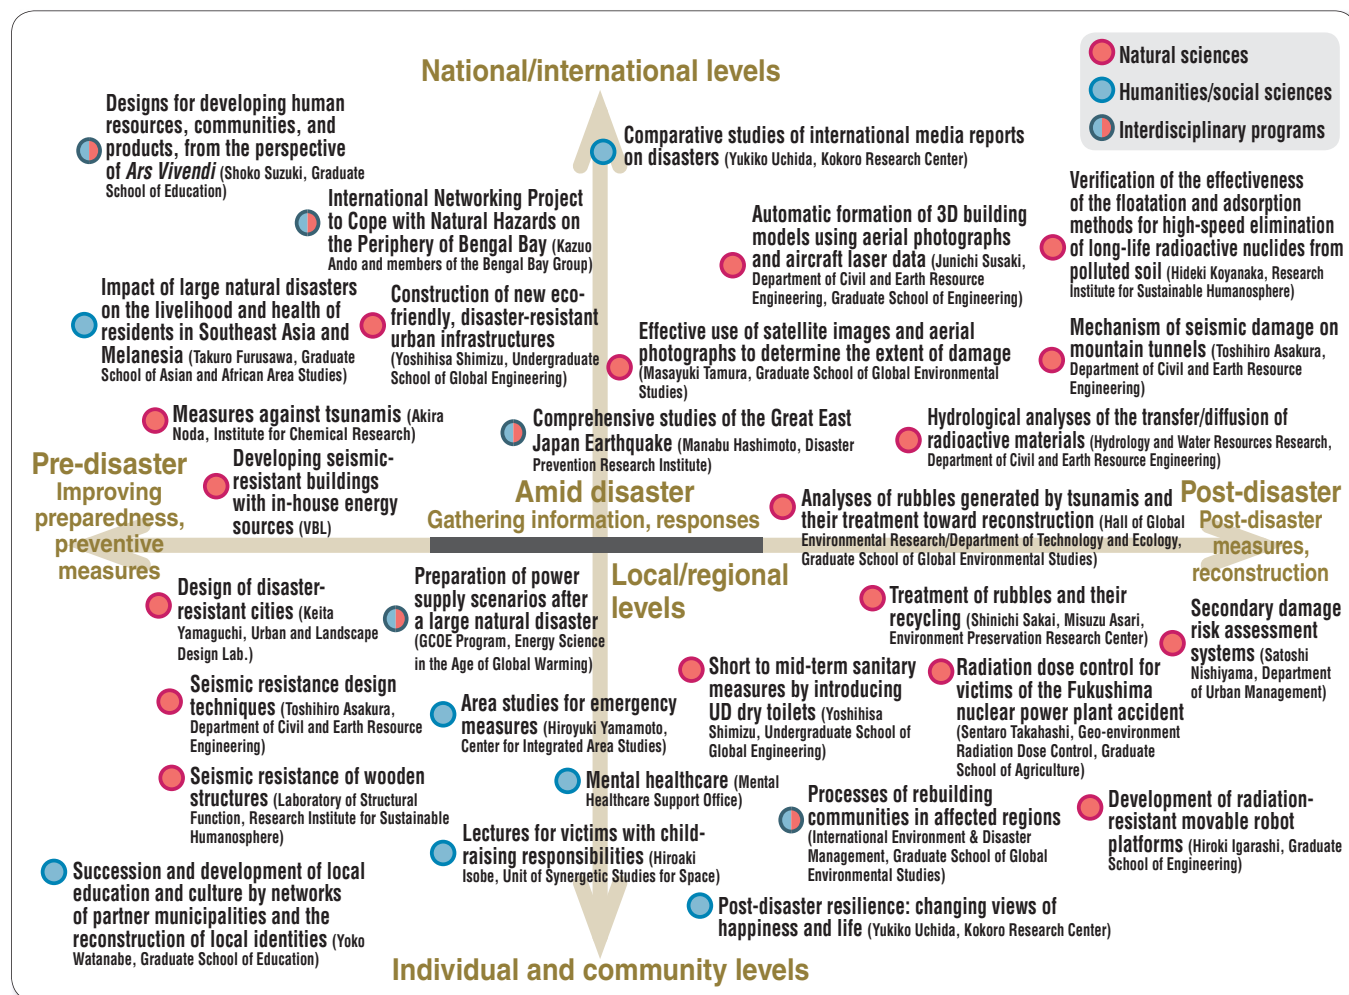 National/international levels
Natural sciences
Humanities/social sciences
Interdisciplinary programs
Designs for developing human
resources, communities, and
products, from the perspective
of Ars Vivendi (Shoko Suzuki, Graduate
School of Education)
Comparative studies of international media reports
on disasters (Yukiko Uchida, Kokoro Research Center)
International Networking Project
to Cope with Natural Hazards on
the Periphery of Bengal Bay (Kazuo
Ando and members of the Bengal Bay Group)
Automatic formation of 3D building
models using aerial photographs
and aircraft laser data (Junichi Susaki,
Department of Civil and Earth Resource
Engineering, Graduate School of Engineering)
Verification of the effectiveness
of the floatation and adsorption
methods for high-speed elimination
of long-life radioactive nuclides from
polluted soil (Hideki Koyanaka, Research
Institute for Sustainable Humanosphere)
Impact of large natural disasters
on the livelihood and health of
residents in Southeast Asia and
Melanesia (Takuro Furusawa, Graduate
School of Asian and African Area Studies)
Construction of new eco-
friendly, disaster-resistant
urban infrastructures
(Yoshihisa Shimizu, Undergraduate
School of Global Engineering)
Effective use of satellite images and aerial
photographs to determine the extent of damage
(Masayuki Tamura, Graduate School of Global Environmental
Studies)
Mechanism of seismic damage on
mountain tunnels (Toshihiro Asakura,
Department of Civil and Earth Resource
Engineering)
Measures against tsunamis (Akira
Noda, Institute for Chemical Research)
Comprehensive studies of the Great East
Japan Earthquake (Manabu Hashimoto, Disaster
Prevention Research Institute)
Hydrological analyses of the transfer/diffusion of
radioactive materials (Hydrology and Water Resources Research,
Department of Civil and Earth Resource Engineering)
Pre-disaster
Improving
preparedness,
preventive
measures
Developing seismic-
resistant buildings
with in-house energy
sources (VBL)
Amid disaster
Gathering information, responses
Analyses of rubbles generated by tsunamis and
their treatment toward reconstruction (Hall of Global
Environmental Research/Department of Technology and Ecology,
Graduate School of Global Environmental Studies)
Post-disaster
Post-disaster
measures,
reconstruction
Local/regional
levels
Design of disaster-
resistant cities (Keita
Yamaguchi, Urban and Landscape
Design Lab.)
Preparation of power
supply scenarios after
a large natural disaster
(GCOE Program, Energy Science
in the Age of Global Warming)
Treatment of rubbles and their
recycling (Shinichi Sakai, Misuzu Asari,
Environment Preservation Research Center)
Secondary damage
risk assessment
systems (Satoshi
Nishiyama, Department
of Urban Management)
Seismic resistance design
techniques (Toshihiro Asakura,
Department of Civil and Earth Resource
Engineering)
Area studies for emergency
measures (Hiroyuki Yamamoto,
Center for Integrated Area Studies)
Short to mid-term sanitary
measures by introducing
UD dry toilets (Yoshihisa
Shimizu, Undergraduate School of
Global Engineering)
Radiation dose control for
victims of the Fukushima
nuclear power plant accident
(Sentaro Takahashi, Geo-environment
Radiation Dose Control, Graduate
School of Agriculture)
Seismic resistance of wooden
structures (Laboratory of Structural
Function, Research Institute for Sustainable
Humanosphere)
Mental healthcare (Mental
Healthcare Support Office)
Processes of rebuilding
communities in affected regions
(International Environment & Disaster
Management, Graduate School of Global
Environmental Studies)
Development of radiation-
resistant movable robot
platforms (Hiroki Igarashi, Graduate
School of Engineering)
Lectures for victims with child-
raising responsibilities (Hiroaki
Isobe, Unit of Synergetic Studies for Space)
Succession and development of local
education and culture by networks
of partner municipalities and the
reconstruction of local identities (Yoko
Watanabe, Graduate School of Education)
Post-disaster resilience: changing views of
happiness and life (Yukiko Uchida, Kokoro Research Center)
Individual and community levels